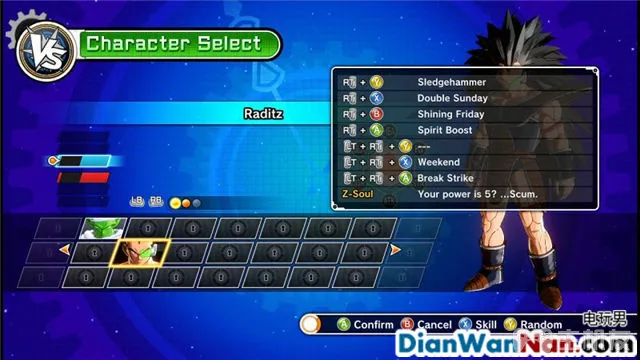 VS
Character Select
Raditz
RT + Y Sledgehammer
RT + X Double Sunday
RT + B Shining Friday
RT + A Spirit Boost
LT + RT + Y ---
LT + RT + X Weekend
LT + RT + A Break Strike
Z-Soul Your power is 5? ...Scum.
LB RB
A Confirm B Cancel X Skill Y Random
电玩男
DianWanNan.com